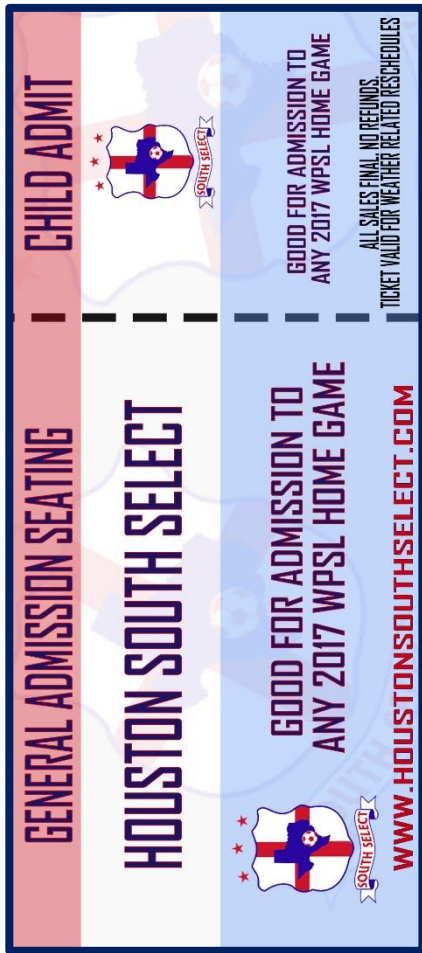 GENERAL ADMISSION SEATING
HOUSTON SOUTH SELECT
GOOD FOR ADMISSION TO
ANY 2017 WPSL HOME GAME
SOUTH SELECT
WWW.HOUSTONSOUTHSELECT.COM
CHILD ADMIT
SOUTH SELECT
GOOD FOR ADMISSION TO
ANY 2017 WPSL HOME GAME
ALL SALES FINAL. NO REFUNDS.
TICKET VALID FOR WEATHER RELATED RESCHEDULES